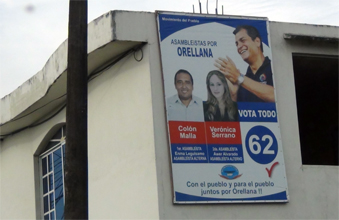 ASAMBLEISTAS POR
ORELLANA
VOTA TODO
Colón
Malla
Verónica
Serrano
62
Con el pueblo y para el pueblo
juntos por Orellana !!